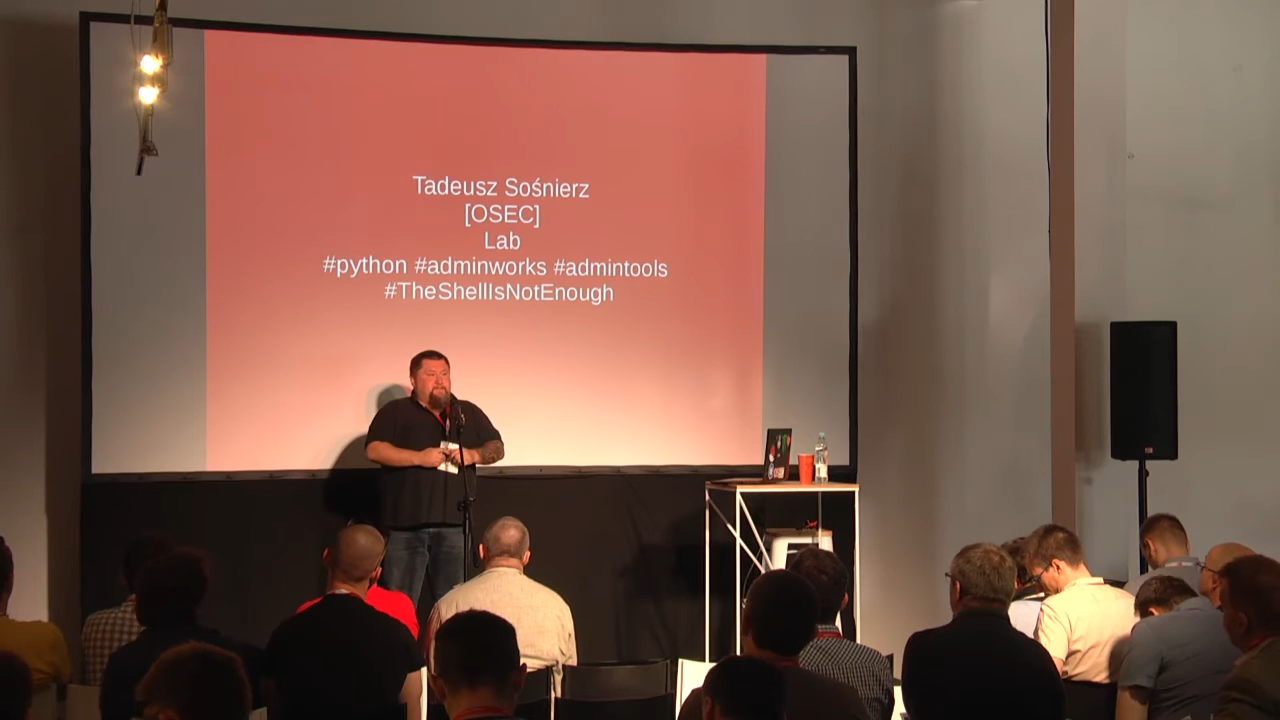 Tadeusz Sośnierz
[OSEC]
Lab
#python #adminworks #admintools
#TheShellIsNotEnough